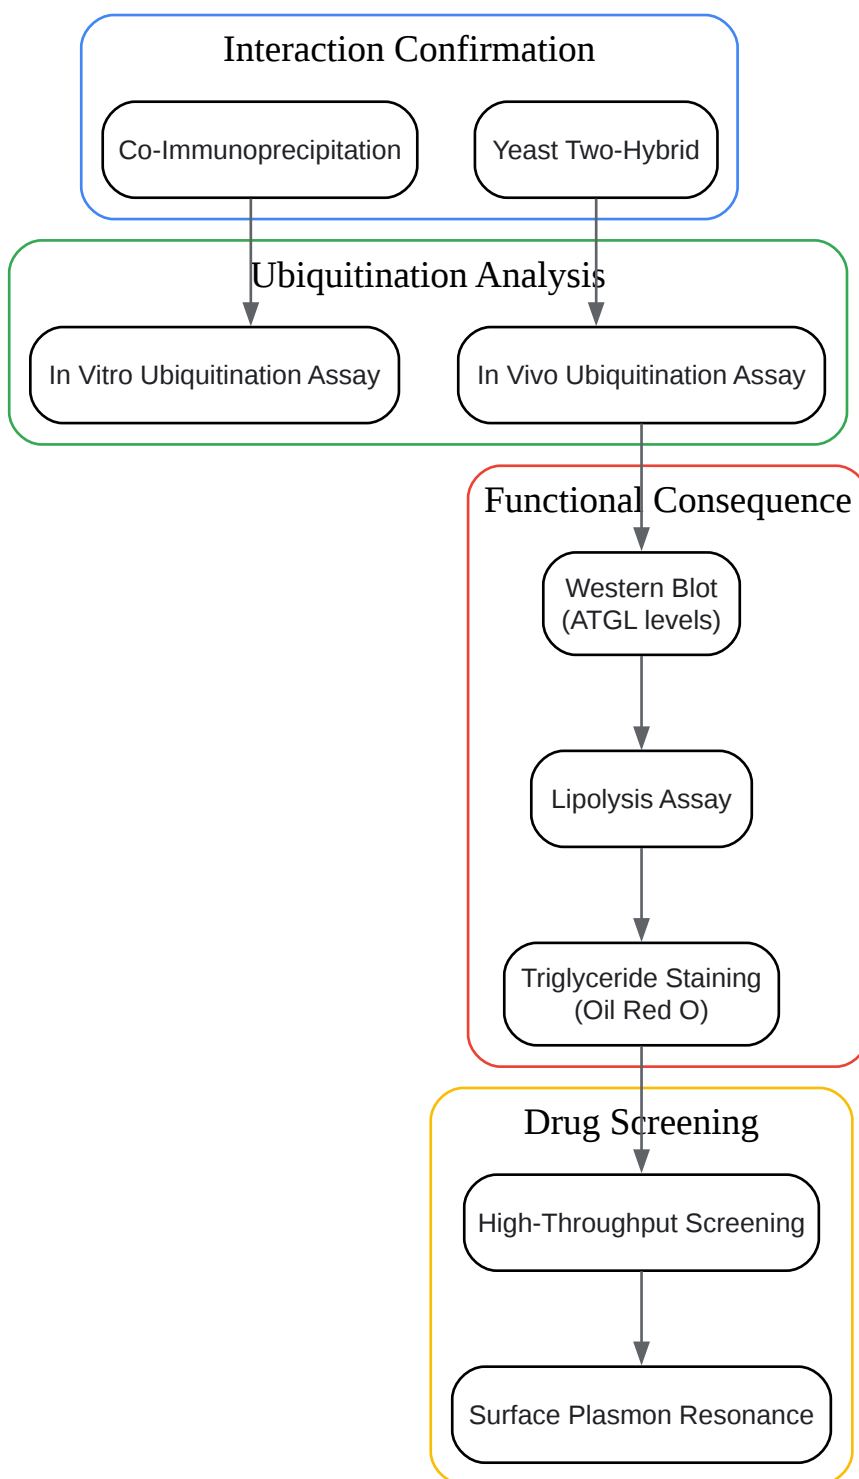 Interaction Confirmation
Co-Immunoprecipitation
Yeast Two-Hybrid
Ubiquitination Analysis
In Vitro Ubiquitination Assay
In Vivo Ubiquitination Assay
Functional Consequence
Western Blot
(ATGL levels)
Lipolysis Assay
Triglyceride Staining
(Oil Red O)
Drug Screening
High-Throughput Screening
Surface Plasmon Resonance